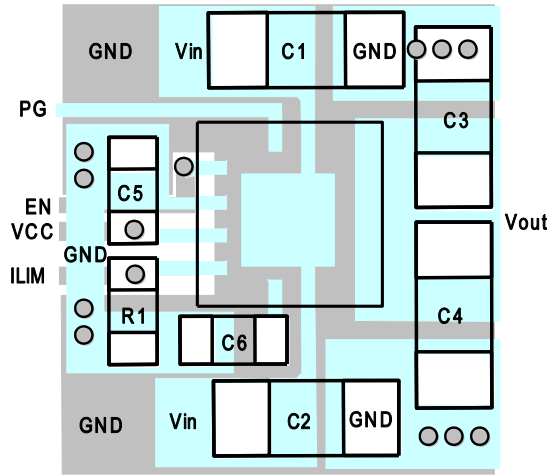 GND Vin C1 GND
PG
C3
C5
EN
VCC
Vout
GND
ILIM
R1
C4
C6
GND Vin C2 GND